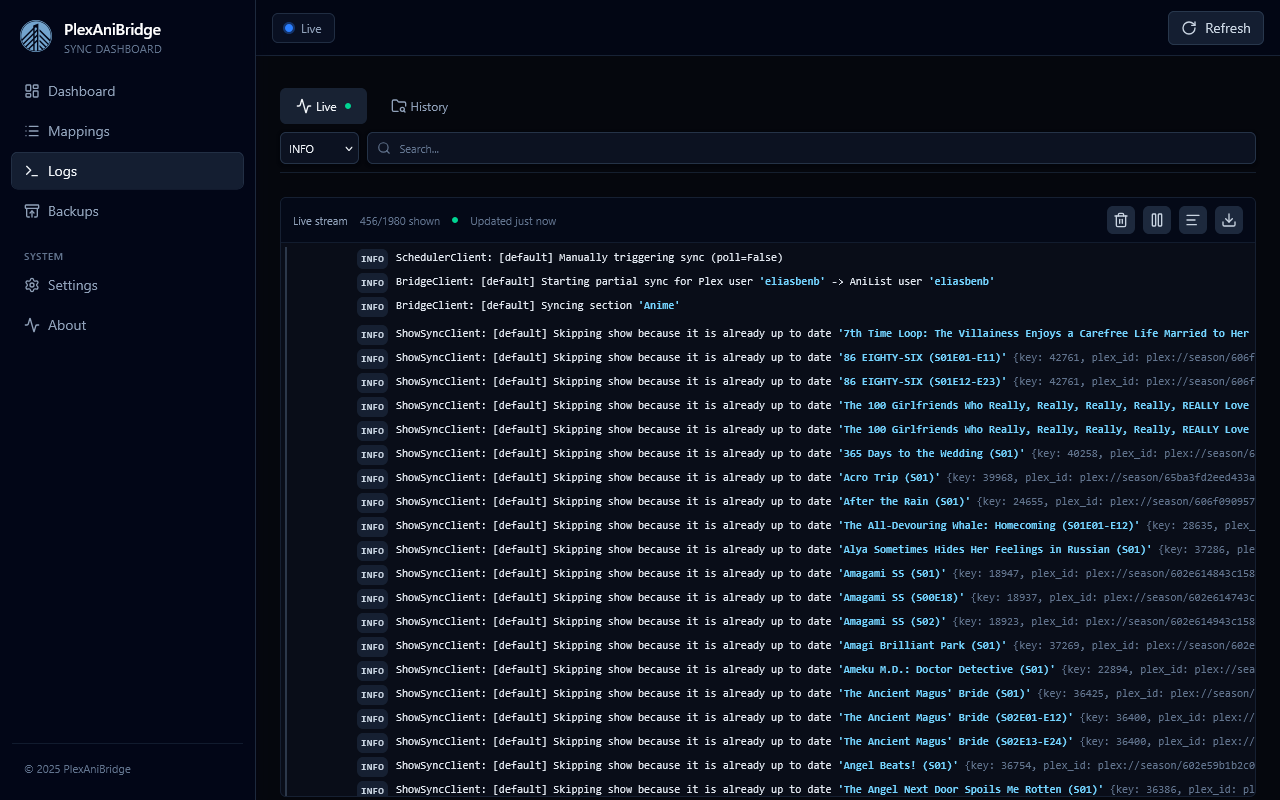 PlexAniBridge
SYNC DASHBOARD
Dashboard
Mappings
Logs
Backups
SYSTEM
Settings
About
© 2025 PlexAniBridge
Live
Refresh
Live
History
INFO
Search...
Live stream 456/1980 shown Updated just now
INFO SchedulerClient: [default] Manually triggering sync (poll=False)
INFO BridgeClient: [default] Starting partial sync for Plex user 'eliasbenb' -> AniList user 'eliasbenb'
INFO BridgeClient: [default] Syncing section 'Anime'
INFO ShowSyncClient: [default] Skipping show because it is already up to date '7th Time Loop: The Villainess Enjoys a Carefree Life Married to Her
INFO ShowSyncClient: [default] Skipping show because it is already up to date '86 EIGHTY-SIX (S01E01-E11)' {key: 42761, plex_id: plex://season/606f
INFO ShowSyncClient: [default] Skipping show because it is already up to date '86 EIGHTY-SIX (S01E12-E23)' {key: 42761, plex_id: plex://season/606f
INFO ShowSyncClient: [default] Skipping show because it is already up to date 'The 100 Girlfriends Who Really, Really, Really, Really, REALLY Love
INFO ShowSyncClient: [default] Skipping show because it is already up to date 'The 100 Girlfriends Who Really, Really, Really, Really, REALLY Love
INFO ShowSyncClient: [default] Skipping show because it is already up to date '365 Days to the Wedding (S01)' {key: 40258, plex_id: plex://season/6
INFO ShowSyncClient: [default] Skipping show because it is already up to date 'Acro Trip (S01)' {key: 39968, plex_id: plex://season/65ba3fd2eed433a
INFO ShowSyncClient: [default] Skipping show because it is already up to date 'After the Rain (S01)' {key: 24655, plex_id: plex://season/606f090957
INFO ShowSyncClient: [default] Skipping show because it is already up to date 'The All-Devouring Whale: Homecoming (S01E01-E12)' {key: 28635, plex_
INFO ShowSyncClient: [default] Skipping show because it is already up to date 'Alya Sometimes Hides Her Feelings in Russian (S01)' {key: 37286, ple
INFO ShowSyncClient: [default] Skipping show because it is already up to date 'Amagami SS (S01)' {key: 18947, plex_id: plex://season/602e614843c158
INFO ShowSyncClient: [default] Skipping show because it is already up to date 'Amagami SS (S00E18)' {key: 18937, plex_id: plex://season/602e614743c
INFO ShowSyncClient: [default] Skipping show because it is already up to date 'Amagami SS (S02)' {key: 18923, plex_id: plex://season/602e614943c158
INFO ShowSyncClient: [default] Skipping show because it is already up to date 'Amagi Brilliant Park (S01)' {key: 37269, plex_id: plex://season/602e
INFO ShowSyncClient: [default] Skipping show because it is already up to date 'Ameku M.D.: Doctor Detective (S01)' {key: 22894, plex_id: plex://sea
INFO ShowSyncClient: [default] Skipping show because it is already up to date 'The Ancient Magus' Bride (S01)' {key: 36425, plex_id: plex://season/
INFO ShowSyncClient: [default] Skipping show because it is already up to date 'The Ancient Magus' Bride (S02E01-E12)' {key: 36400, plex_id: plex://
INFO ShowSyncClient: [default] Skipping show because it is already up to date 'The Ancient Magus' Bride (S02E13-E24)' {key: 36400, plex_id: plex://
INFO ShowSyncClient: [default] Skipping show because it is already up to date 'Angel Beats! (S01)' {key: 36754, plex_id: plex://season/602e59b1b2c0
INFO ShowSyncClient: [default] Skipping show because it is already up to date 'The Angel Next Door Spoils Me Rotten (S01)' {key: 36386, plex_id: pl